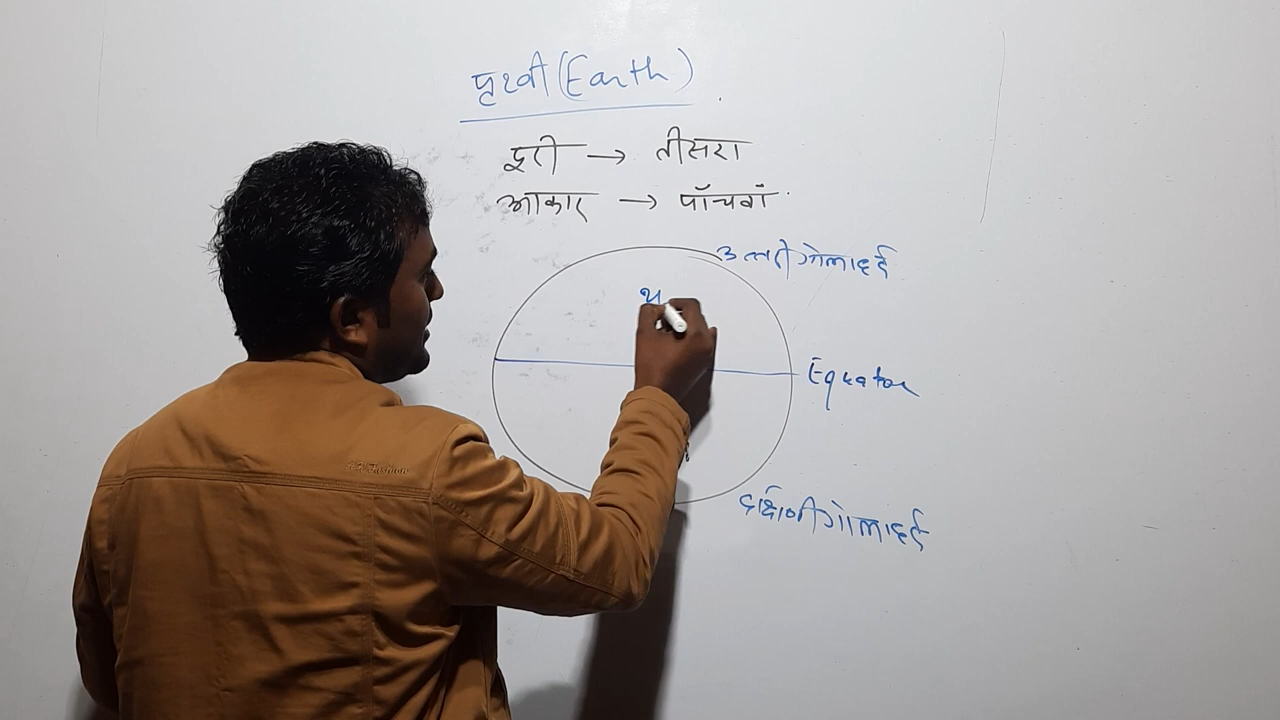 पृथ्वी (Earth)
दूरी → तीसरा
आकार → पाँचवाँ
उत्तरी गोलार्द्ध
Equator
दक्षिणी गोलार्द्ध